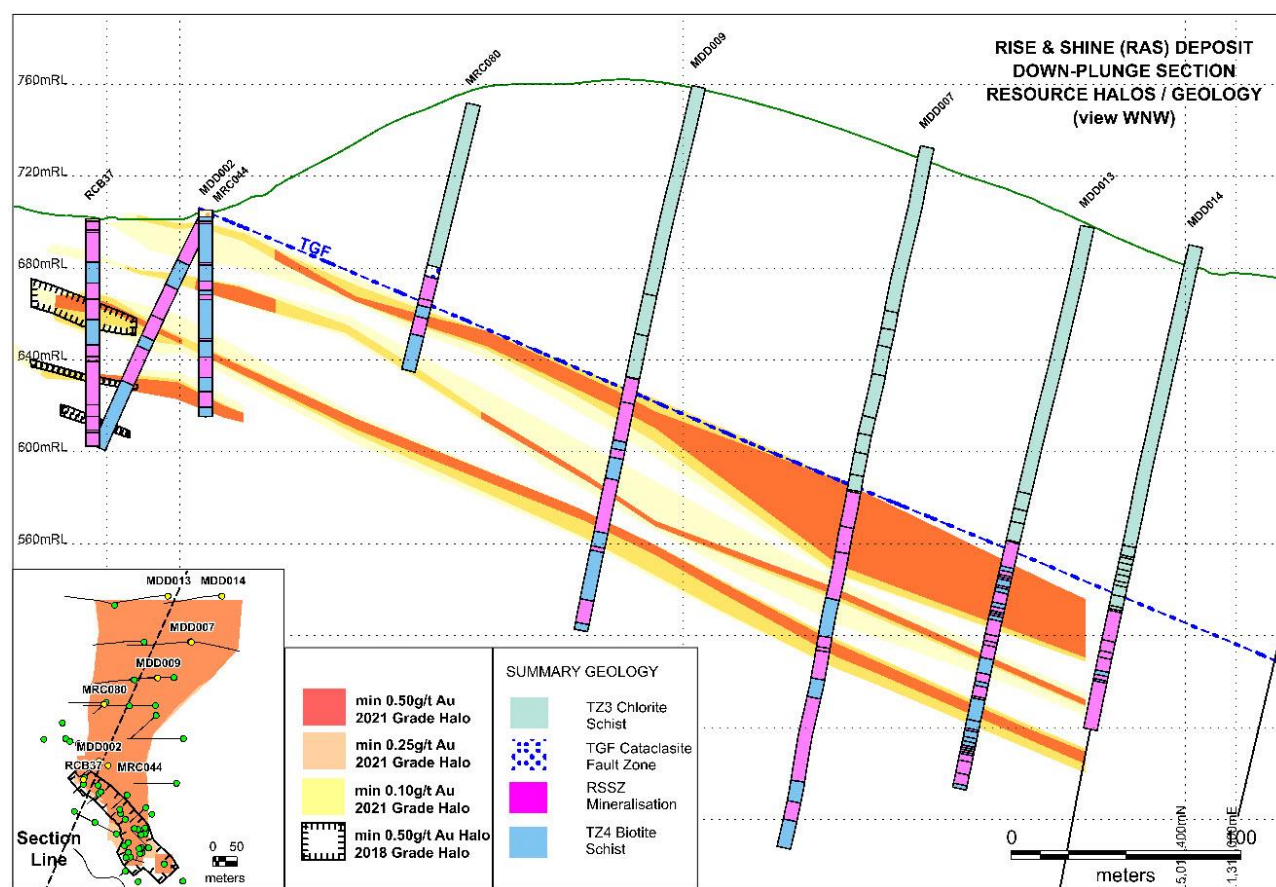 RISE & SHINE (RAS) DEPOSIT
DOWN-PLUNGE SECTION
RESOURCE HALOS / GEOLOGY
(view WNW)
760mRL
720mRL
680mRL
640mRL
600mRL
560mRL
RCB37
MDD002
MRC044
MRC080
MDD009
MDD007
MDD013
MDD014
TGF
MDD013
MDD014
MDD007
MDD009
MRC080
MDD002
RCB37
MRC044
Section
Line
0 50
meters
min 0.50g/t Au
2021 Grade Halo
min 0.25g/t Au
2021 Grade Halo
min 0.10g/t Au
2021 Grade Halo
min 0.50g/t Au Halo
2018 Grade Halo
SUMMARY GEOLOGY
TZ3 Chlorite
Schist
TGF Cataclasite
Fault Zone
RSSZ
Mineralisation
TZ4 Biotite
Schist
0
meters